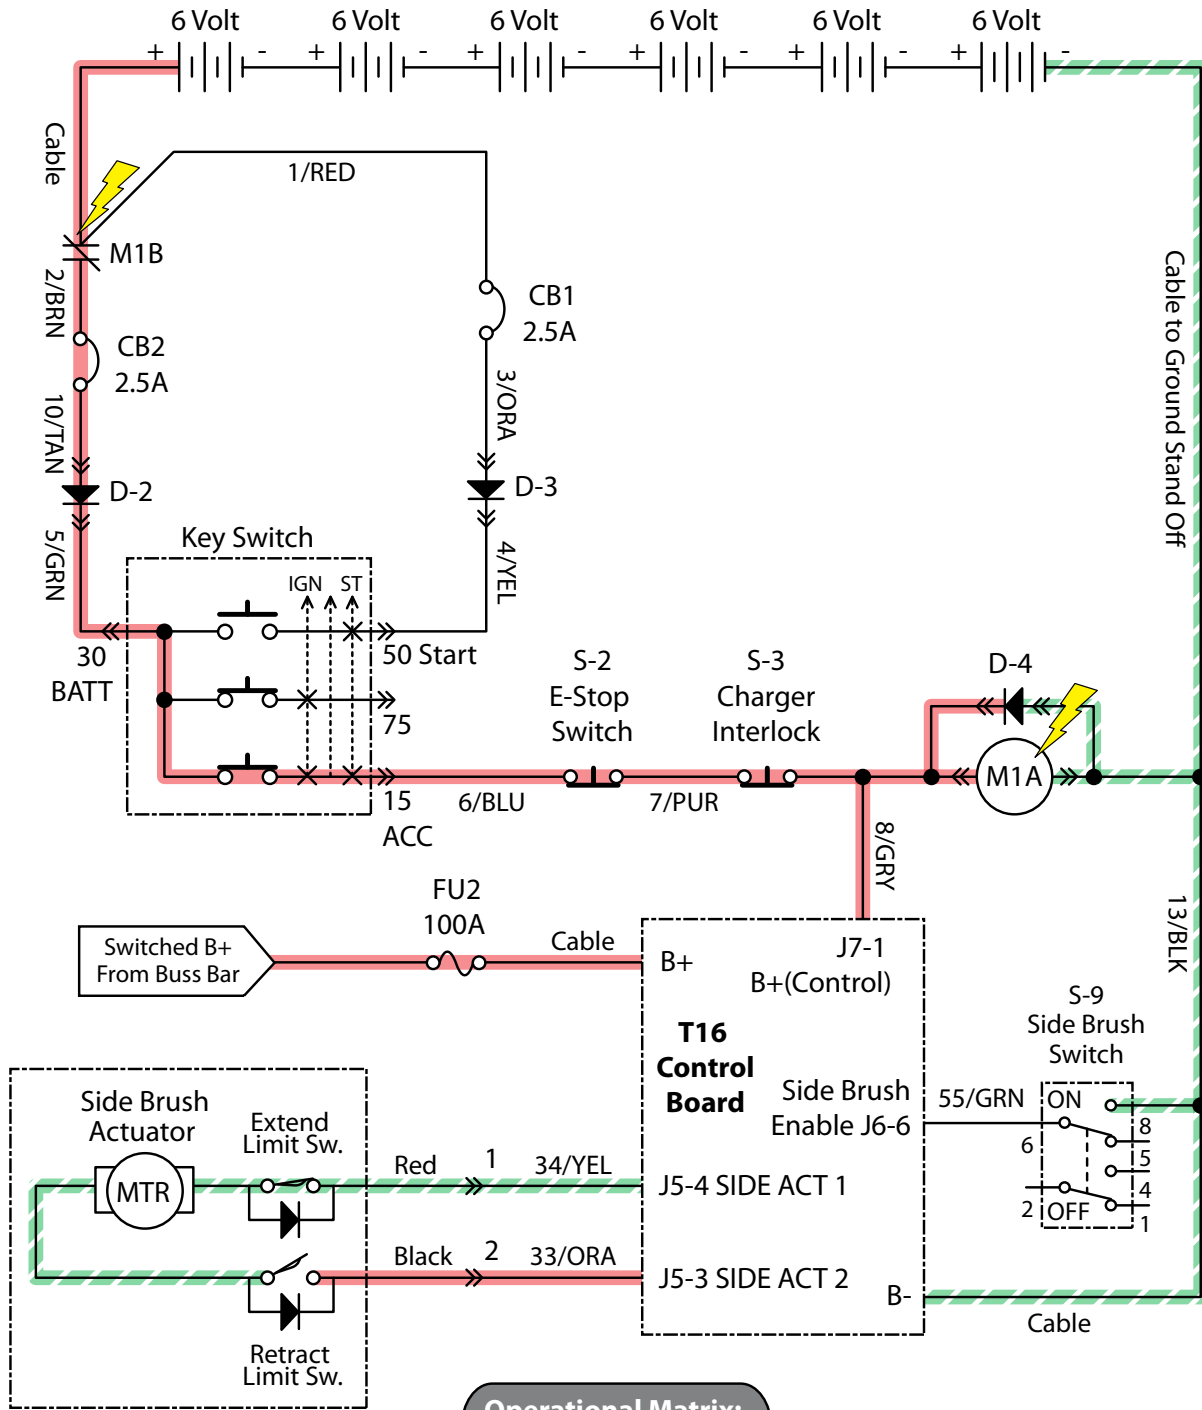 6 Volt 6 Volt 6 Volt 6 Volt 6 Volt 6 Volt
+ - + - + - + - + - + -
Cable
1/RED
M1B
2/BRN
CB2
2.5A
CB1
2.5A
10/TAN
3/ORA
D-2
D-3
5/GRN
4/YEL
Cable to Ground Stand Off
Key Switch
IGN ST
30
BATT
50 Start
75
15
ACC
6/BLU
S-2
E-Stop
Switch
7/PUR
S-3
Charger
Interlock
D-4
M1A
8/GRY
13/BLK
FU2
100A
Switched B+
From Buss Bar
Cable
B+
J7-1
B+(Control)
T16
Control
Board
Side Brush
Enable J6-6
55/GRN
S-9
Side Brush
Switch
ON
8
6
5
4
2
OFF
1
Side Brush
Actuator
MTR
Extend
Limit Sw.
Red 1 34/YEL
J5-4 SIDE ACT 1
Black 2 33/ORA
J5-3 SIDE ACT 2
B-
Cable
Retract
Limit Sw.
Operational Matrix: